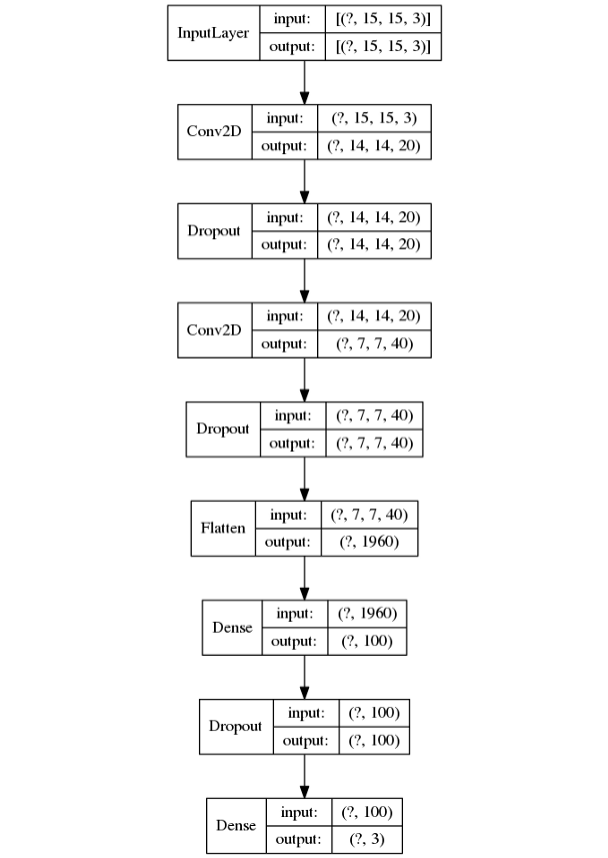 InputLayer
input: [(?, 15, 15, 3)]
output: [(?, 15, 15, 3)]
Conv2D
input: (?, 15, 15, 3)
output: (?, 14, 14, 20)
Dropout
input: (?, 14, 14, 20)
output: (?, 14, 14, 20)
Conv2D
input: (?, 14, 14, 20)
output: (?, 7, 7, 40)
Dropout
input: (?, 7, 7, 40)
output: (?, 7, 7, 40)
Flatten
input: (?, 7, 7, 40)
output: (?, 1960)
Dense
input: (?, 1960)
output: (?, 100)
Dropout
input: (?, 100)
output: (?, 100)
Dense
input: (?, 100)
output: (?, 3)